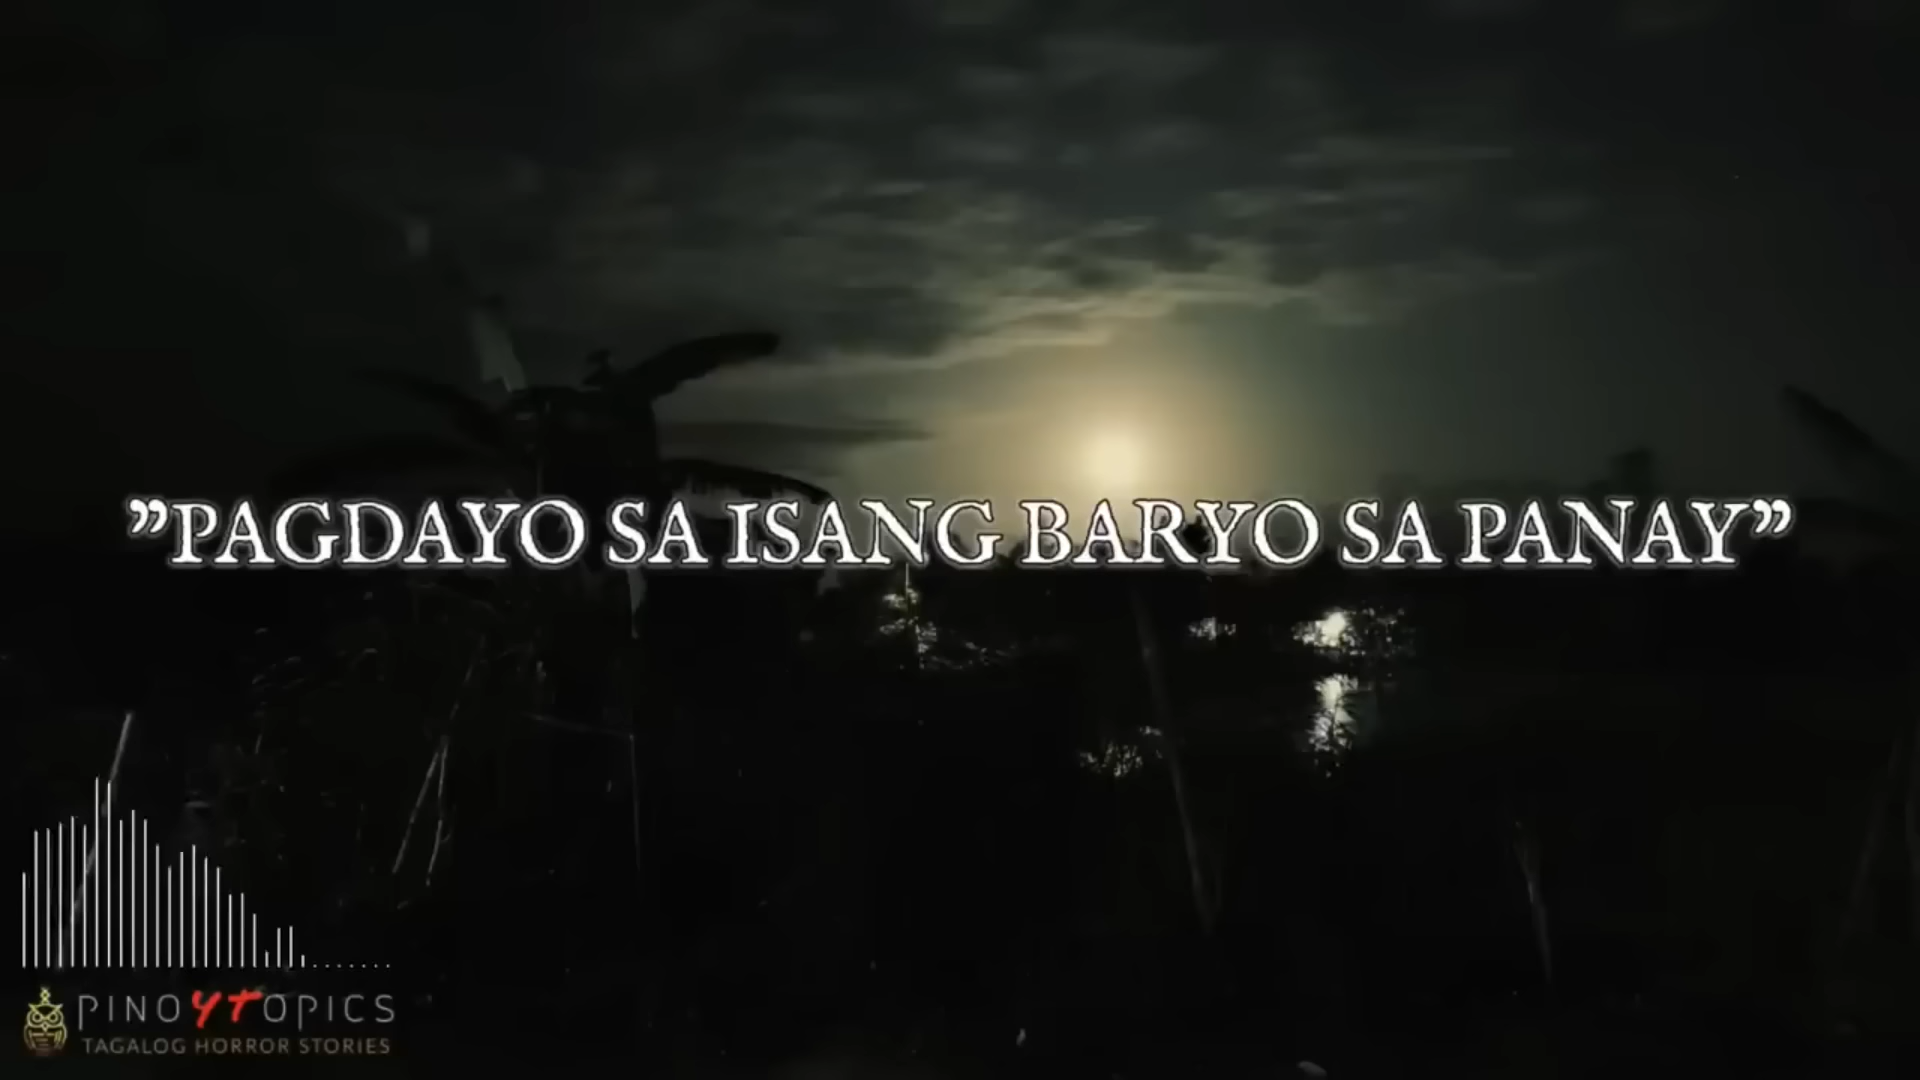 ”PAGDAYO SA ISANG BARYO SA PANAY”
PINOYTOPICS
TAGALOG HORROR STORIES